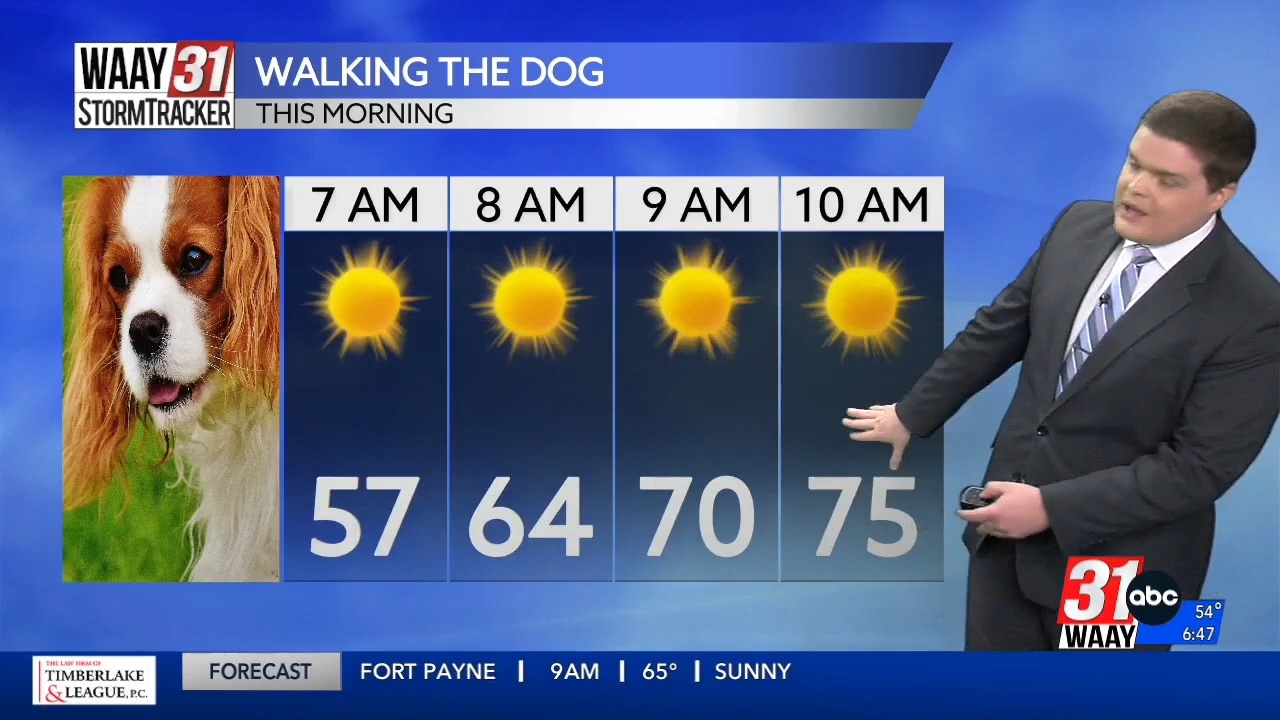 WAAY 31
STORMTRACKER
WALKING THE DOG
THIS MORNING
7 AM 8 AM 9 AM 10 AM
57 64 70 75
31 abc
WAAY
54°
6:47
THE LAW FIRM OF
TIMBERLAKE
& LEAGUE, P.C.
FORECAST FORT PAYNE | 9AM | 65° | SUNNY